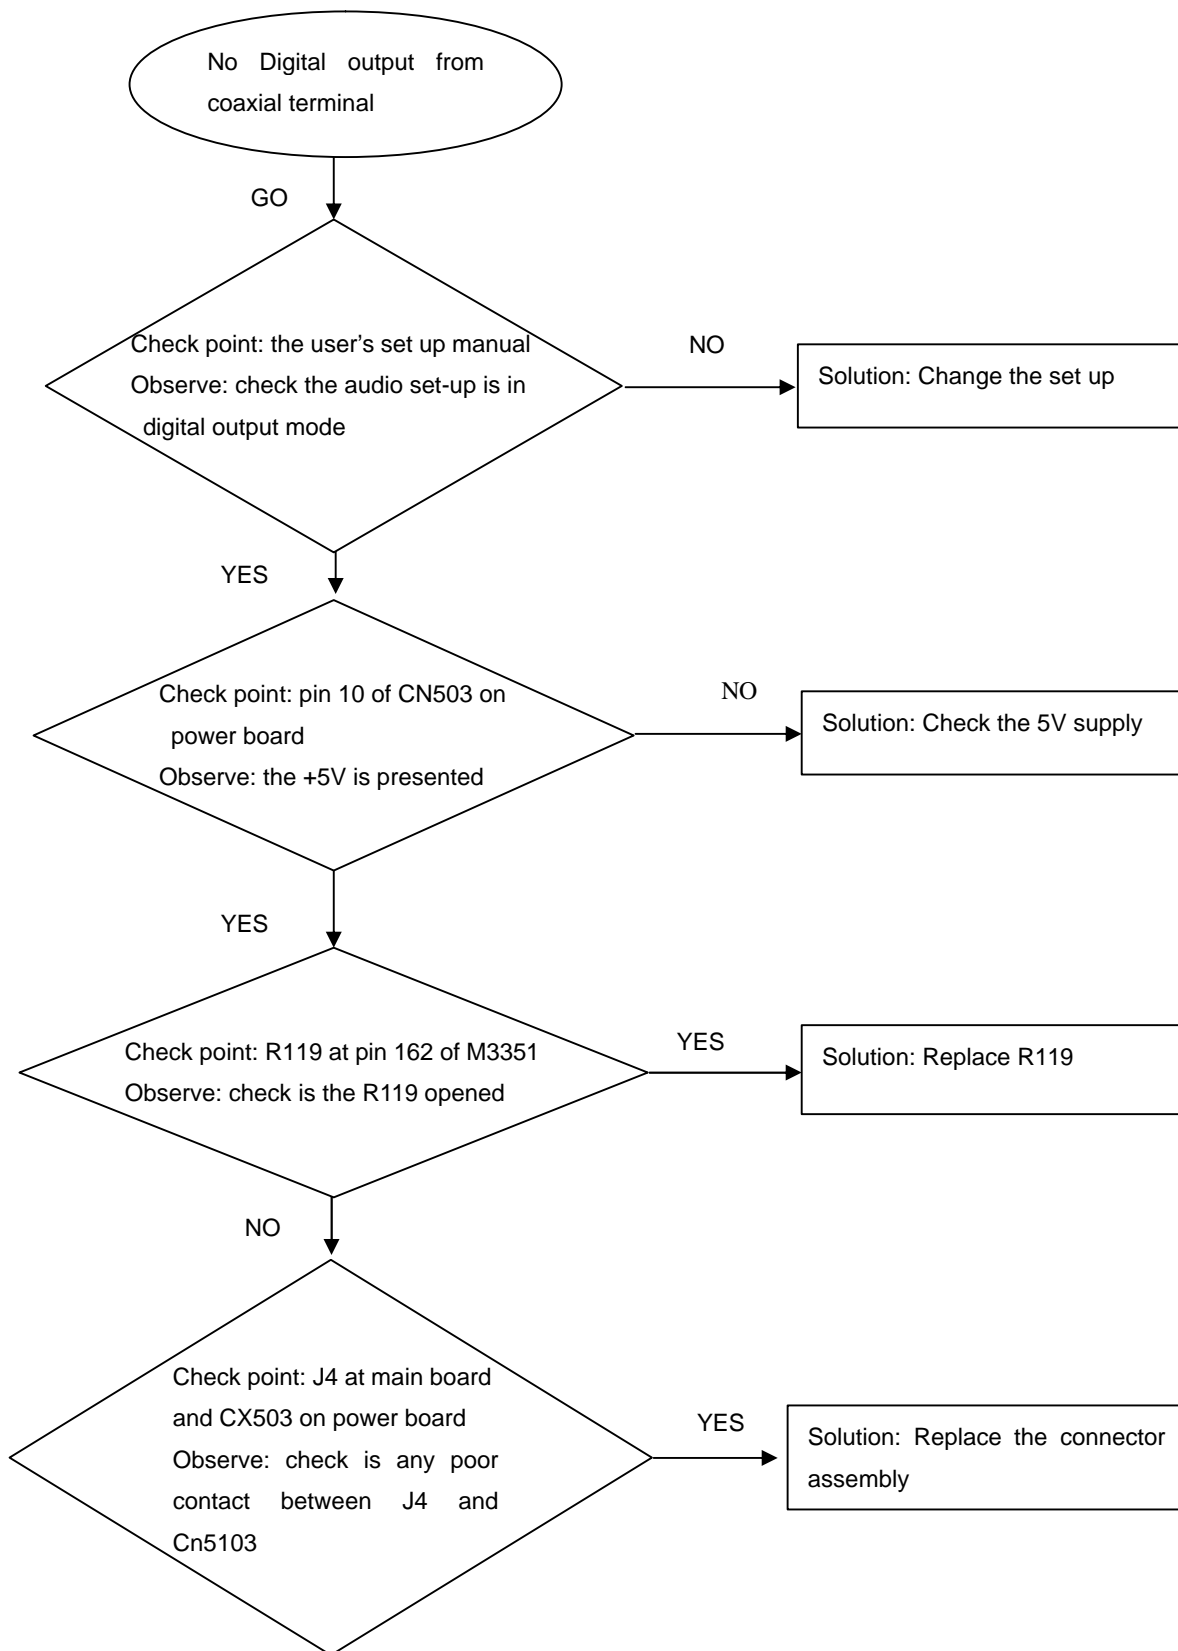 No Digital output from
coaxial terminal
GO
Check point: the user's set up manual
Observe: check the audio set-up is in
digital output mode
NO
Solution: Change the set up
YES
Check point: pin 10 of CN503 on
power board
Observe: the +5V is presented
NO
Solution: Check the 5V supply
YES
Check point: R119 at pin 162 of M3351
Observe: check is the R119 opened
YES
Solution: Replace R119
NO
Check point: J4 at main board
and CX503 on power board
Observe: check is any poor
contact between J4 and
Cn5103
YES
Solution: Replace the connector
assembly